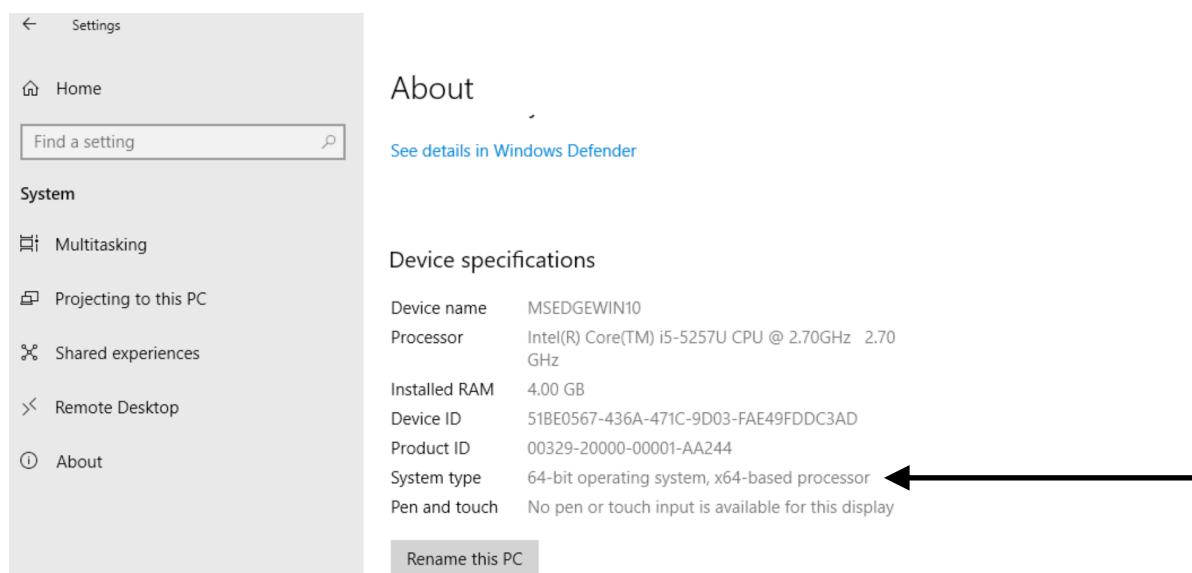 Settings
Home
Find a setting
System
Multitasking
Projecting to this PC
Shared experiences
Remote Desktop
About
About
See details in Windows Defender
Device specifications
Device name MSEDGEWIN10
Processor Intel(R) Core(TM) i5-5257U CPU @ 2.70GHz 2.70
GHz
Installed RAM 4.00 GB
Device ID 51BE0567-436A-471C-9D03-FAE49FDDC3AD
Product ID 00329-20000-00001-AA244
System type 64-bit operating system, x64-based processor
Pen and touch No pen or touch input is available for this display
Rename this PC